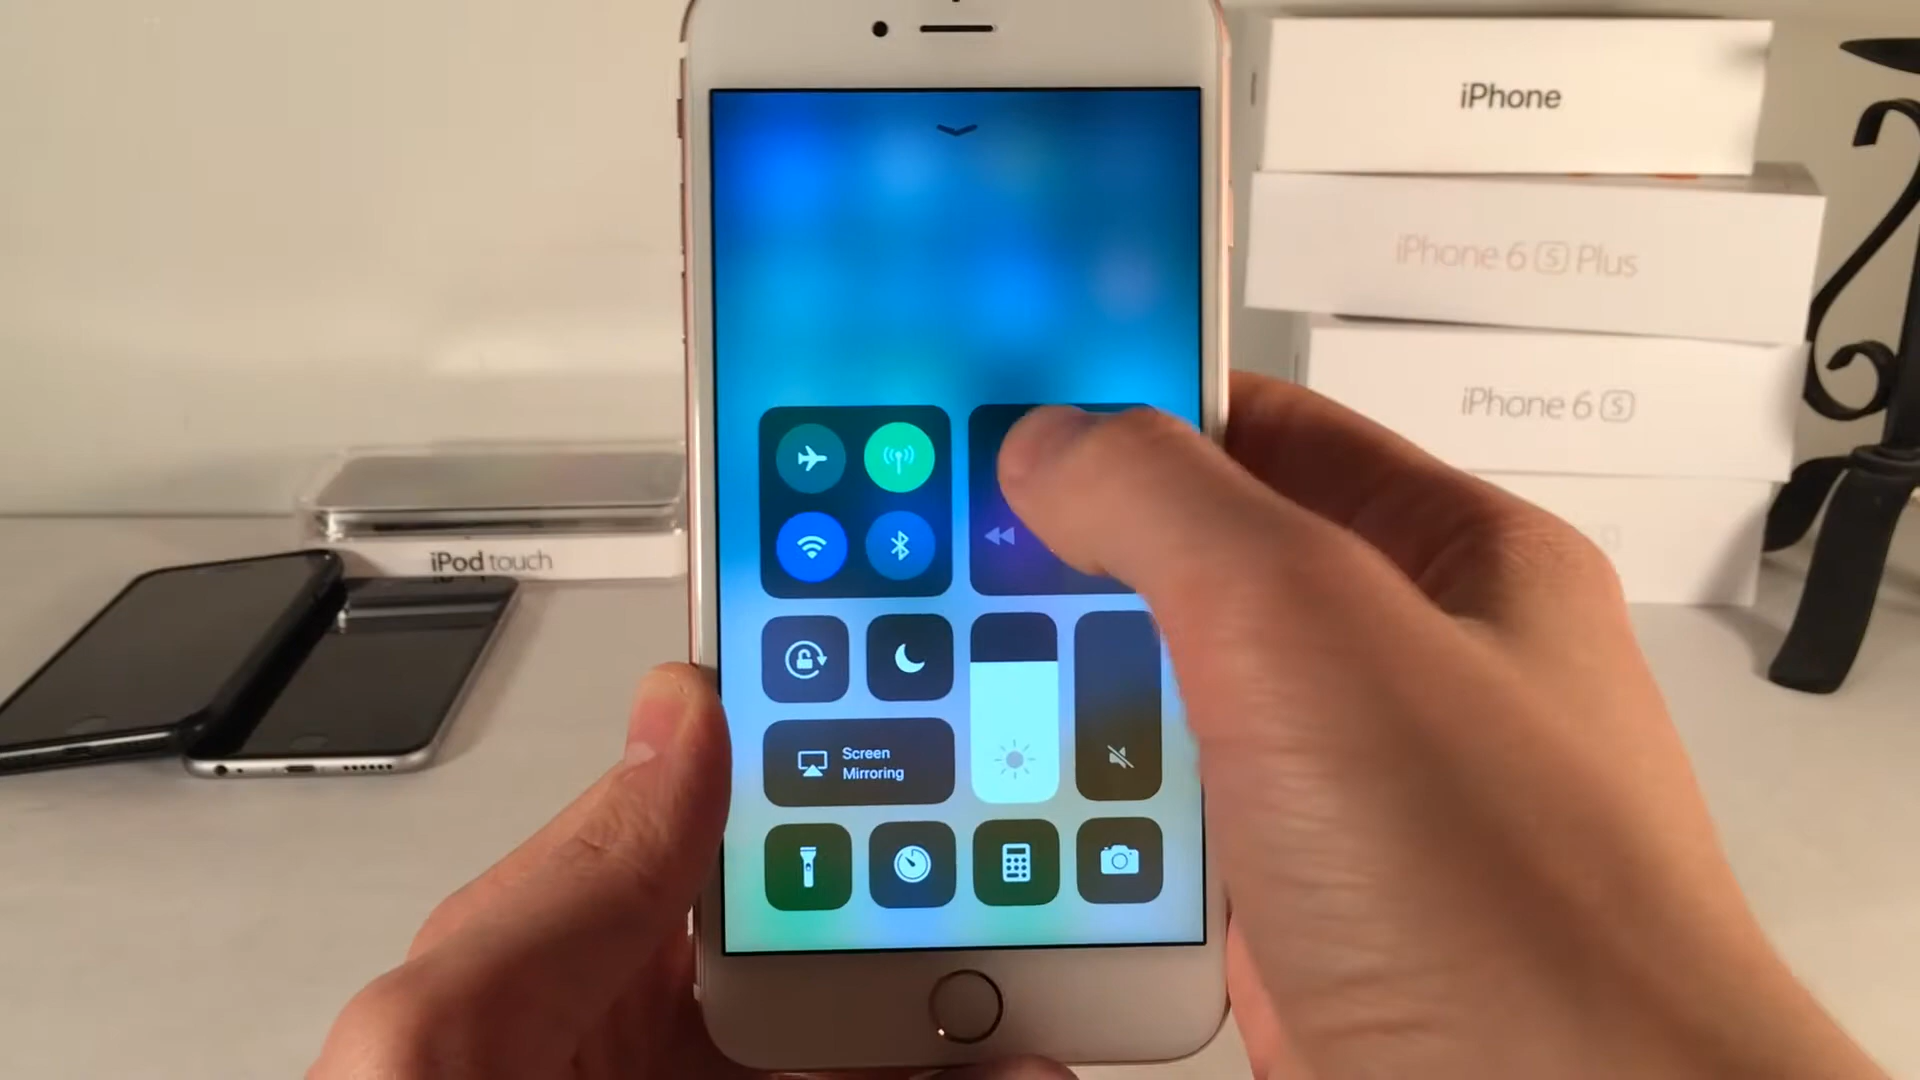 iPhone
iPhone 6 S Plus
iPhone 6 S
iPod touch
Screen
Mirroring